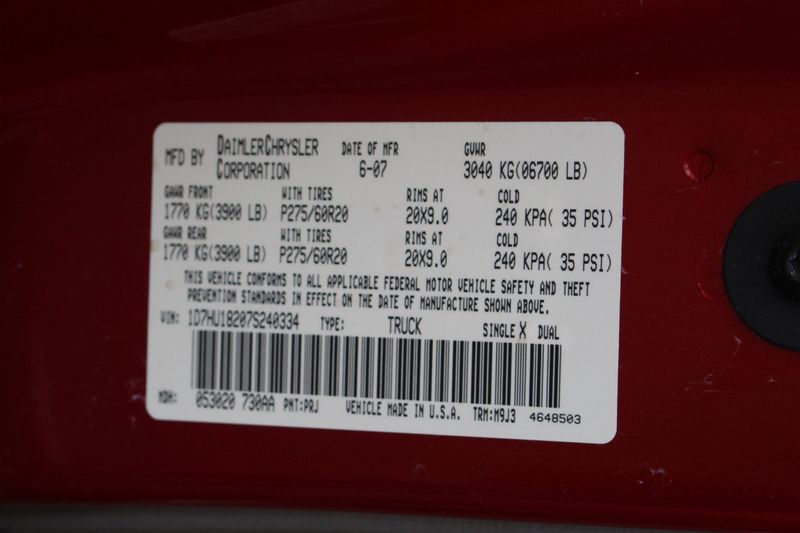 MFD BY DAIMLERCHRYSLER CORPORATION DATE OF MFR 6-07 GVWR 3040 KG(06700 LB)
GAWR FRONT WITH TIRES RIMS AT COLD
1770 KG(3900 LB) P275/60R20 20X9.0 240 KPA( 35 PSI)
GAWR REAR WITH TIRES RIMS AT COLD
1770 KG(3900 LB) P275/60R20 20X9.0 240 KPA( 35 PSI)
THIS VEHICLE CONFORMS TO ALL APPLICABLE FEDERAL MOTOR VEHICLE SAFETY AND THEFT
PREVENTION STANDARDS IN EFFECT ON THE DATE OF MANUFACTURE SHOWN ABOVE.
VIN: 1D7HU18207S240334 TYPE: TRUCK SINGLE X DUAL
MDH: 053020 730AA PNT:PRJ VEHICLE MADE IN U.S.A. TRM:M9J3 4648503